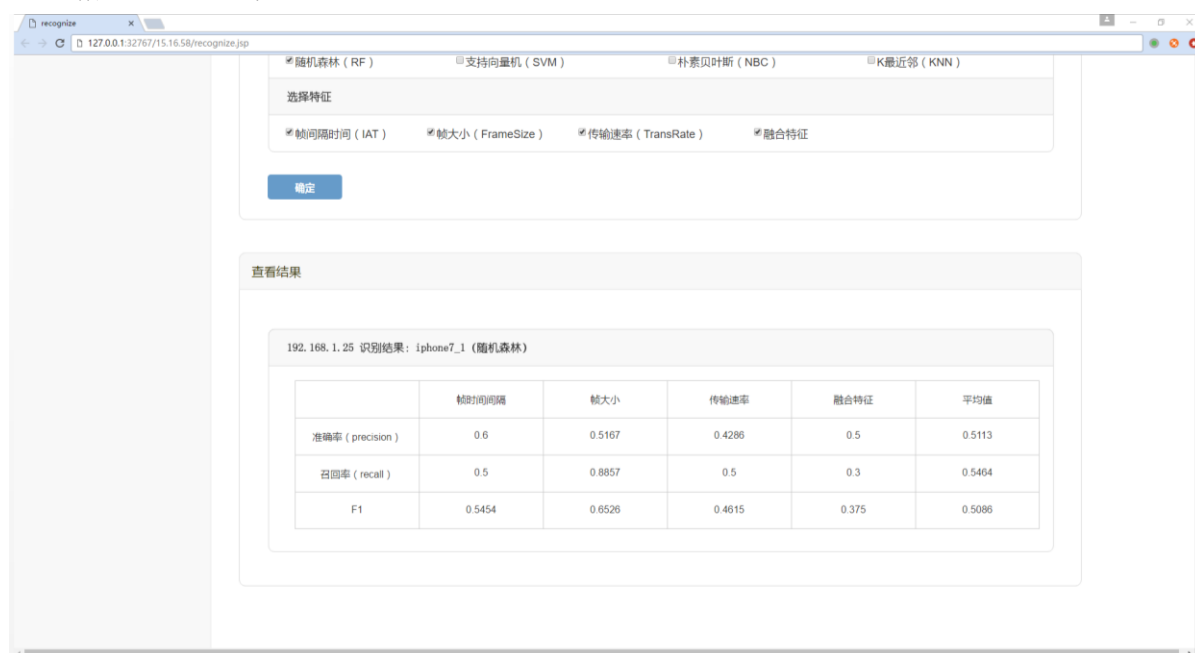 recognize
127.0.0.1:32767/15.16.58/recognize.jsp
随机森林（RF） 支持向量机（SVM） 朴素贝叶斯（NBC） K最近邻（KNN）
选择特征
帧间隔时间（IAT） 帧大小（FrameSize） 传输速率（TransRate） 融合特征
确定
查看结果
192.168.1.25 识别结果: iphone7_1 (随机森林)
帧时间间隔 帧大小 传输速率 融合特征 平均值
准确率（precision） 0.6 0.5167 0.4286 0.5 0.5113
召回率（recall） 0.5 0.8857 0.5 0.3 0.5464
F1 0.5454 0.6526 0.4615 0.375 0.5086